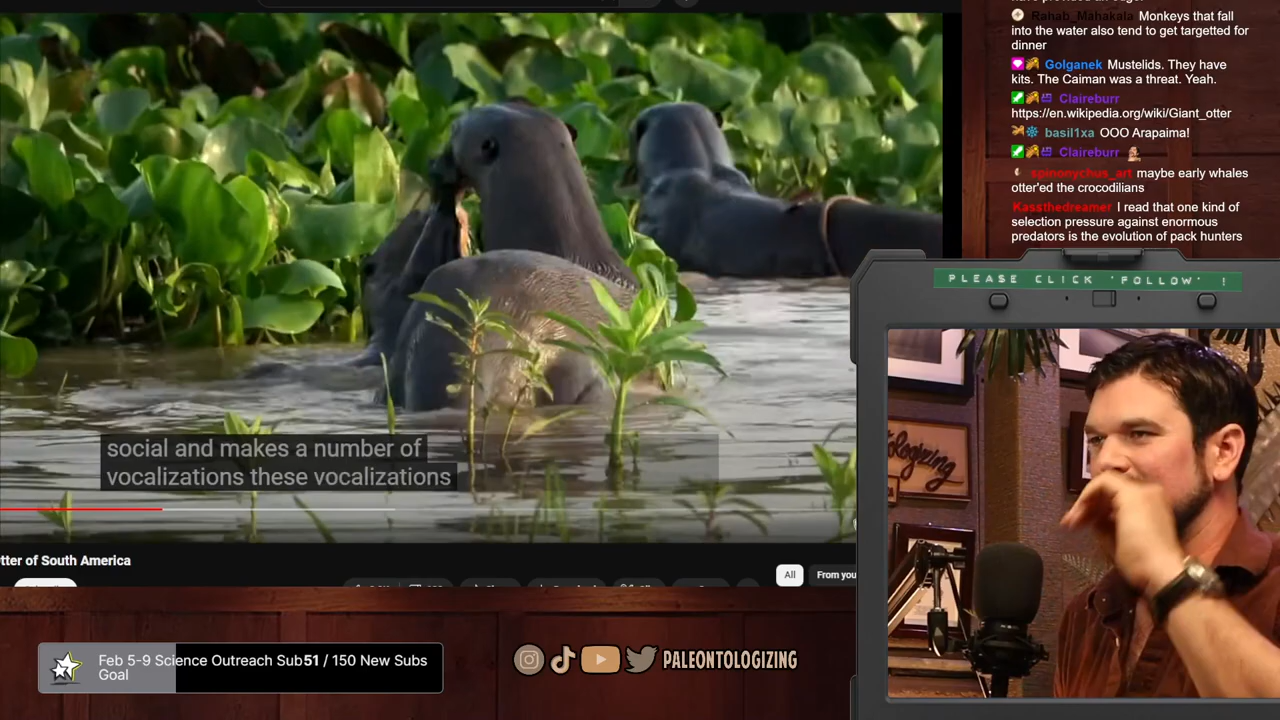 Rahab_Mahakala Monkeys that fall
into the water also tend to get targetted for
dinner
Golganek Mustelids. They have
kits. The Caiman was a threat. Yeah.
Claireburr
https://en.wikipedia.org/wiki/Giant_otter
basil1xa OOO Arapaima!
Claireburr
spinonychus_art maybe early whales
otter'ed the crocodilians
Kassthedreamer I read that one kind of
selection pressure against enormous
predators is the evolution of pack hunters
PLEASE CLICK "FOLLOW" !
social and makes a number of
vocalizations these vocalizations
tter of South America
All From you
Feb 5-9 Science Outreach Sub 51 / 150 New Subs
Goal
PALEONTOLOGIZING